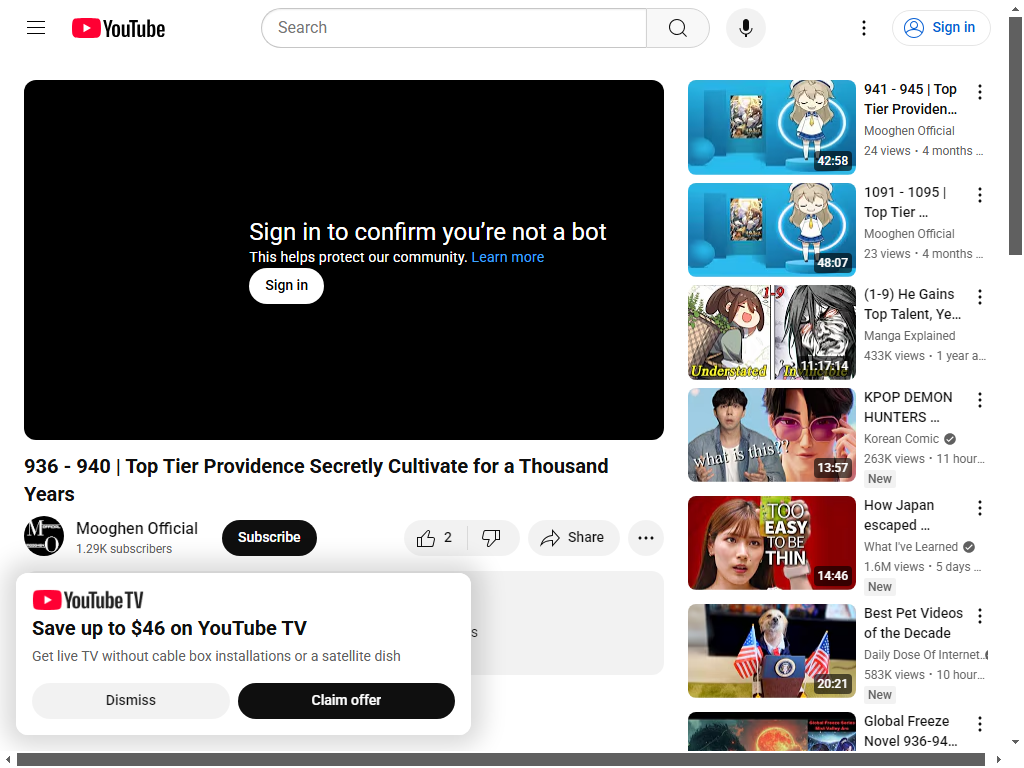 YouTube
Search
Sign in
Sign in to confirm you’re not a bot
This helps protect our community. Learn more
Sign in
936 - 940 | Top Tier Providence Secretly Cultivate for a Thousand
Years
Mooghen Official
1.29K subscribers
Subscribe
2
Share
s
YouTube TV
Save up to $46 on YouTube TV
Get live TV without cable box installations or a satellite dish
Dismiss
Claim offer
42:58
941 - 945 | Top
Tier Providen...
Mooghen Official
24 views • 4 months ...
48:07
1091 - 1095 |
Top Tier ...
Mooghen Official
23 views • 4 months ...
1-9
Understated
Invincible
11:17:14
(1-9) He Gains
Top Talent, Ye...
Manga Explained
433K views • 1 year a...
what is this??
13:57
KPOP DEMON
HUNTERS ...
Korean Comic
263K views • 11 hour...
New
TOO
EASY
TO BE
THIN
14:46
How Japan
escaped ...
What I've Learned
1.6M views • 5 days ...
New
20:21
Best Pet Videos
of the Decade
Daily Dose Of Internet..
583K views • 10 hour...
New
Global Freeze
Novel 936-94...